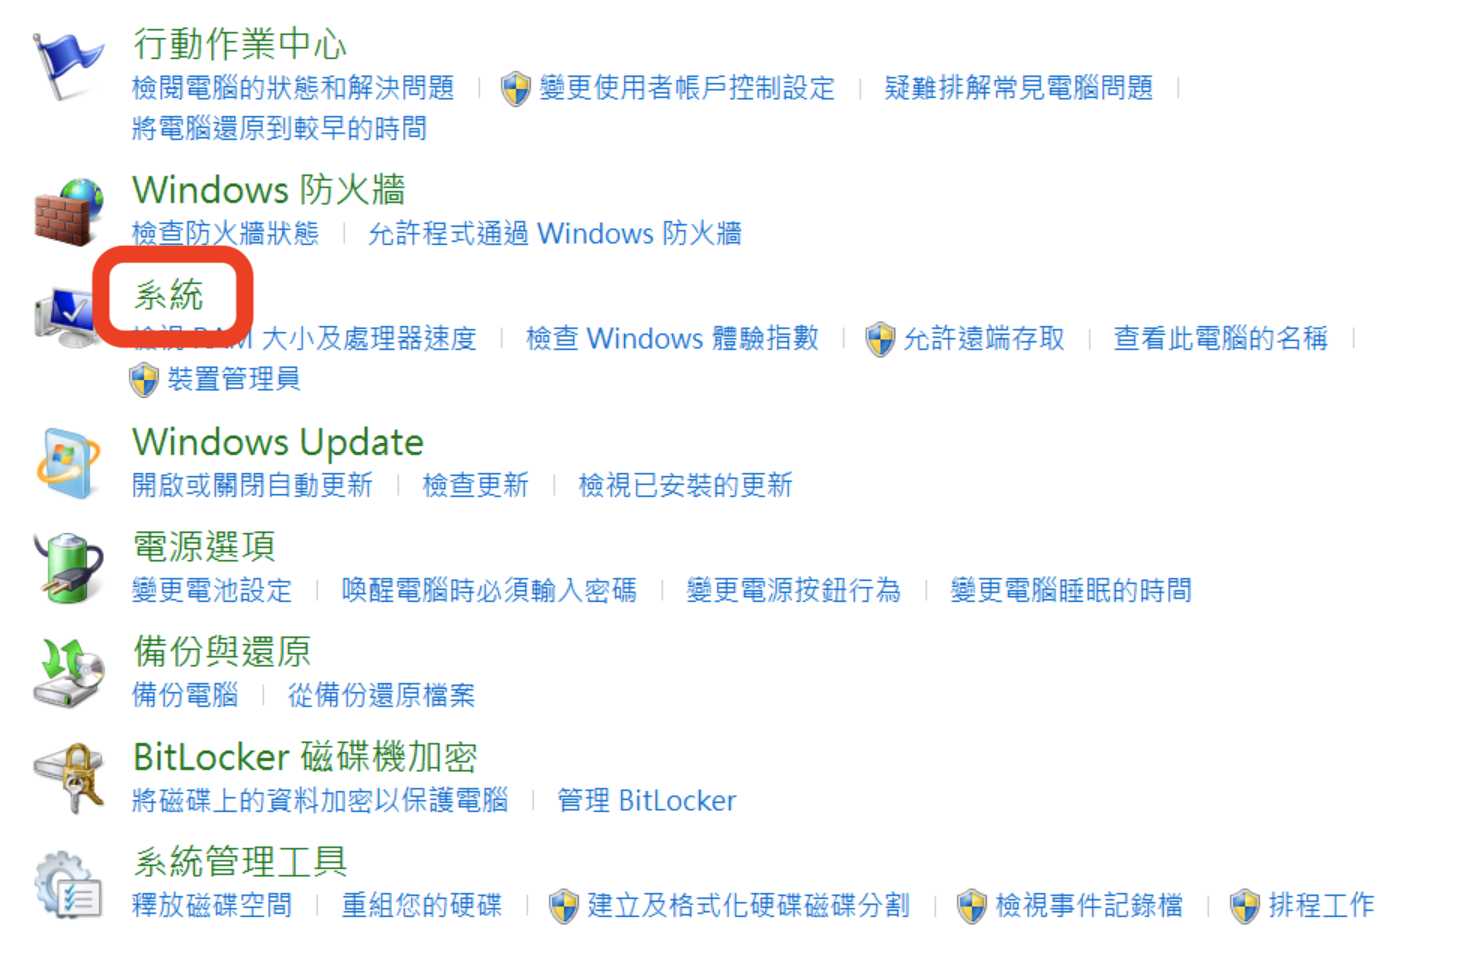 行動作業中心
檢閱電腦的狀態和解決問題 變更使用者帳戶控制設定 疑難排解常見電腦問題
將電腦還原到較早的時間
Windows 防火牆
檢查防火牆狀態 允許程式通過 Windows 防火牆
系統
檢視 RAM 大小及處理器速度 檢查 Windows 體驗指數 允許遠端存取 查看此電腦的名稱
裝置管理員
Windows Update
開啟或關閉自動更新 檢查更新 檢視已安裝的更新
電源選項
變更電池設定 喚醒電腦時必須輸入密碼 變更電源按鈕行為 變更電腦睡眠的時間
備份與還原
備份電腦 從備份還原檔案
BitLocker 磁碟機加密
將磁碟上的資料加密以保護電腦 管理 BitLocker
系統管理工具
釋放磁碟空間 重組您的硬碟 建立及格式化硬碟磁碟分割 檢視事件記錄檔 排程工作